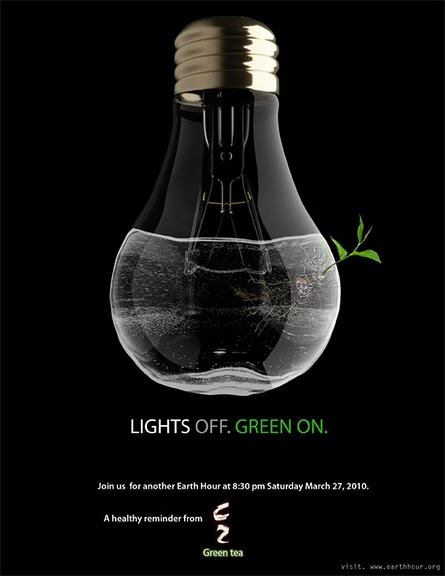 LIGHTS OFF. GREEN ON.
Join us for another Earth Hour at 8:30 pm Saturday March 27, 2010.
A healthy reminder from
Green tea
visit. www.earthhour.org